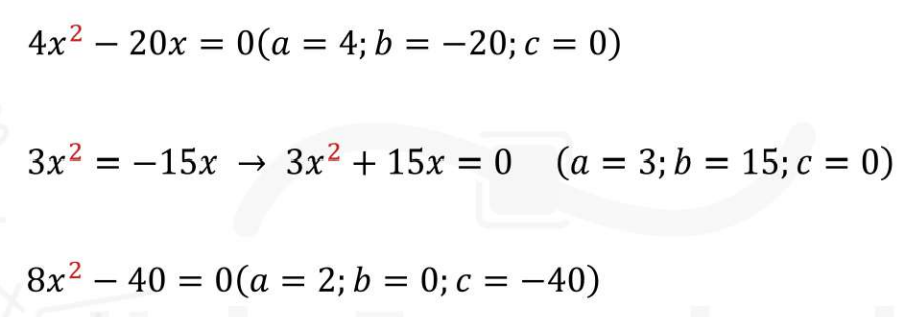 4x² − 20x = 0(a = 4; b = −20; c = 0)
3x² = −15x → 3x² + 15x = 0 (a = 3; b = 15; c = 0)
8x² − 40 = 0(a = 2; b = 0; c = −40)